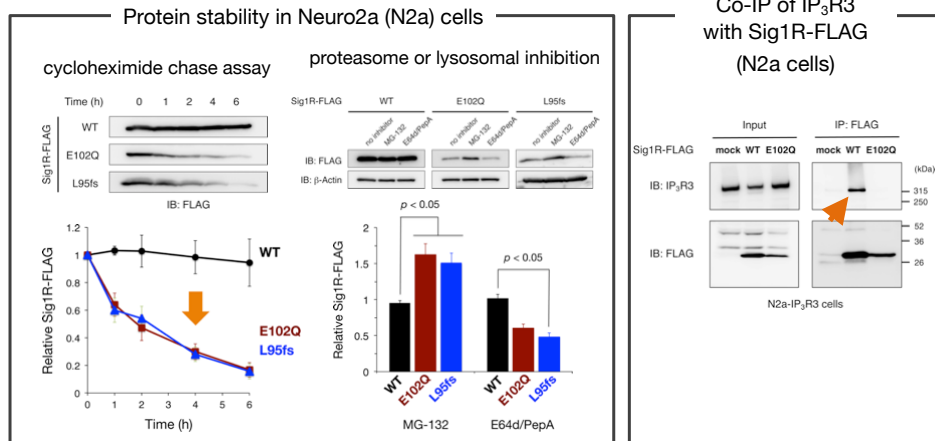 Protein stability in Neuro2a (N2a) cells
cycloheximide chase assay
Time (h) 0 1 2 4 6
Sig1R-FLAG
WT
E102Q
L95fs
IB: FLAG
Relative Sig1R-FLAG
1.2
1
0.8
0.6
0.4
0.2
0
WT
E102Q
L95fs
0 1 2 3 4 5 6
Time (h)
proteasome or lysosomal inhibition
Sig1R-FLAG WT E102Q L95fs
no inhibitor MG-132 E64d/PepA no inhibitor MG-132 E64d/PepA no inhibitor MG-132 E64d/PepA
IB: FLAG
IB: β-Actin
Relative Sig1R-FLAG
2
1.5
1
0.5
0
p < 0.05
p < 0.05
WT E102Q L95fs WT E102Q L95fs
MG-132 E64d/PepA
Co-IP of IP₃R3
with Sig1R-FLAG
(N2a cells)
Input IP: FLAG
Sig1R-FLAG mock WT E102Q mock WT E102Q
(kDa)
IB: IP₃R3
315
250
IB: FLAG
52
36
26
N2a-IP₃R3 cells